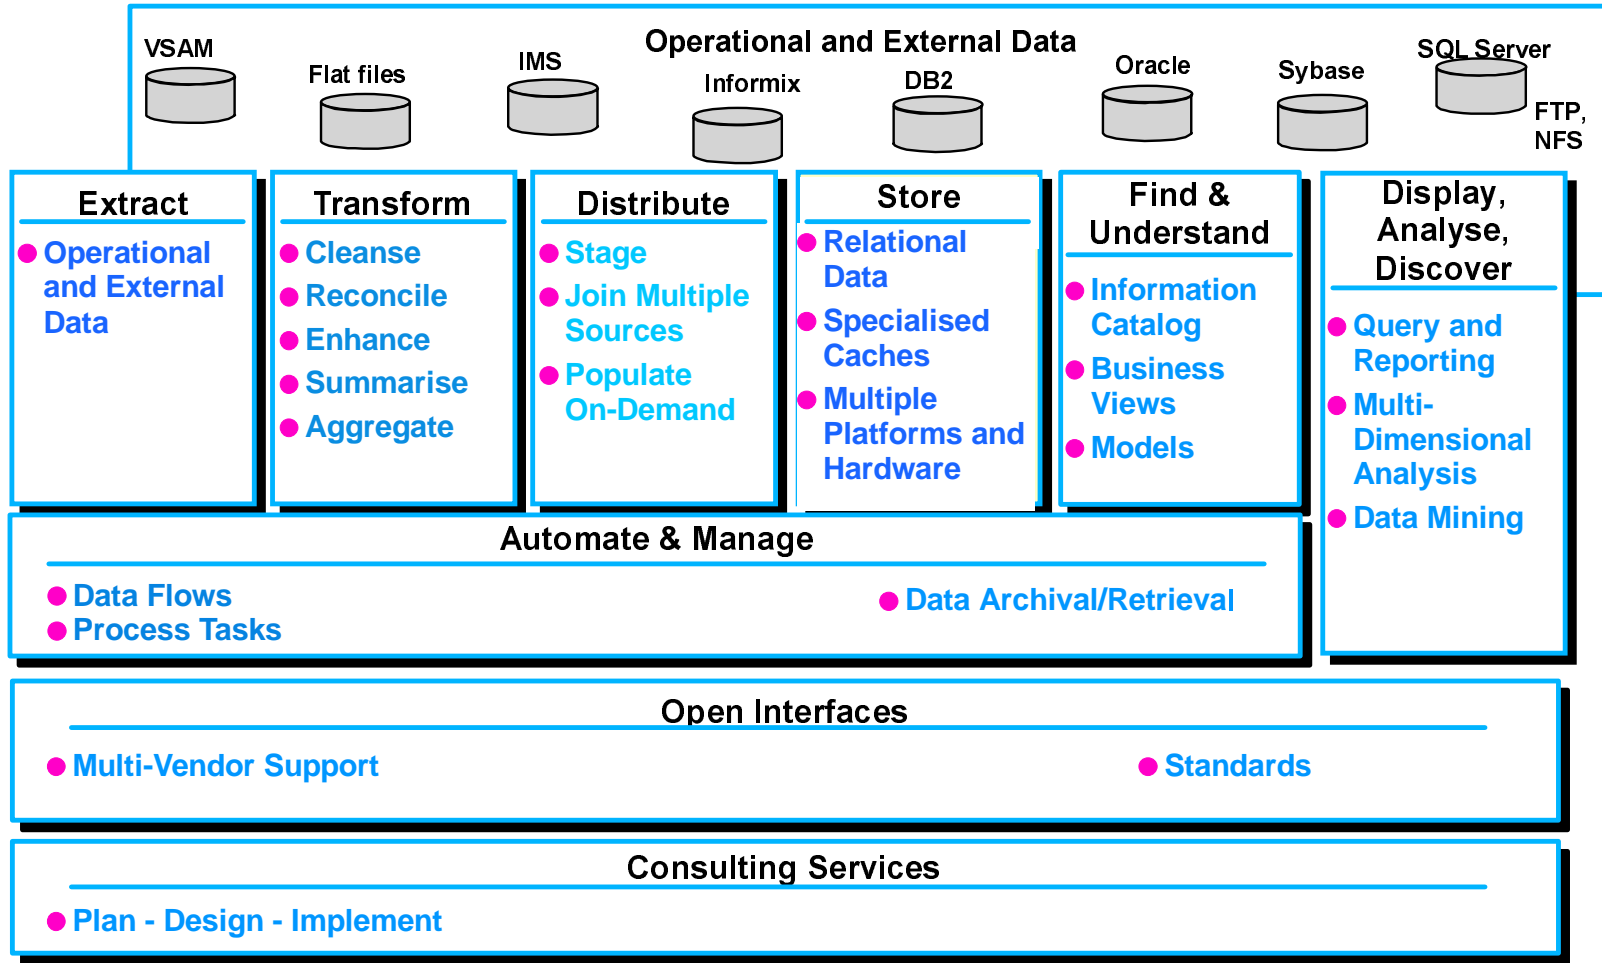 Operational and External Data
VSAM
Flat files
IMS
Informix
DB2
Oracle
Sybase
SQL Server
FTP,
NFS
Extract
Operational
and External
Data
Transform
Cleanse
Reconcile
Enhance
Summarise
Aggregate
Distribute
Stage
Join Multiple
Sources
Populate
On-Demand
Store
Relational
Data
Specialised
Caches
Multiple
Platforms and
Hardware
Find &
Understand
Information
Catalog
Business
Views
Models
Display,
Analyse,
Discover
Query and
Reporting
Multi-
Dimensional
Analysis
Data Mining
Automate & Manage
Data Flows
Process Tasks
Data Archival/Retrieval
Open Interfaces
Multi-Vendor Support
Standards
Consulting Services
Plan - Design - Implement